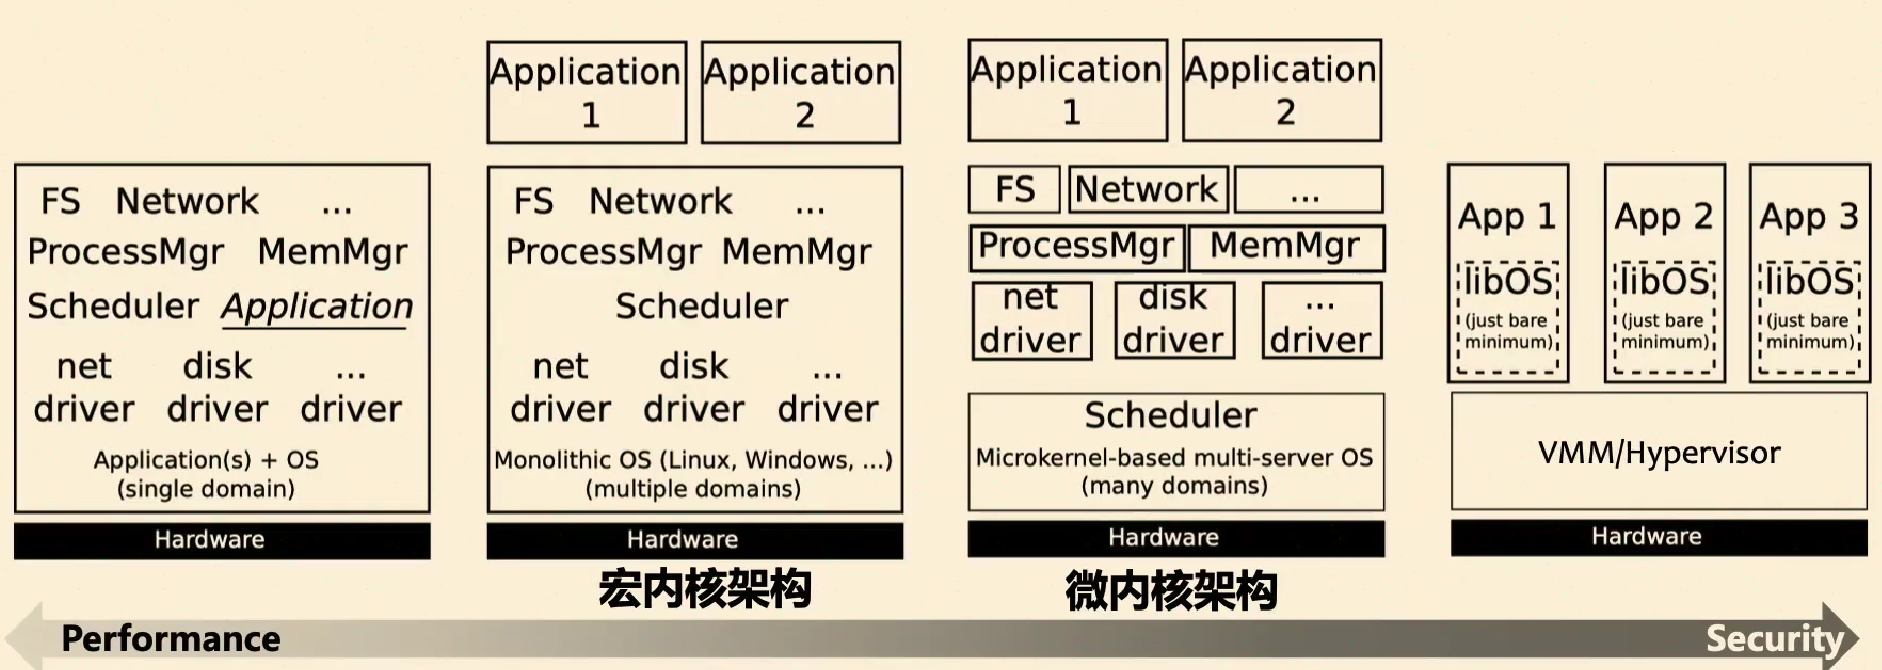 FS Network ...
ProcessMgr MemMgr
Scheduler Application
net disk ...
driver driver driver
Application(s) + OS
(single domain)
Hardware
Application
1
Application
2
FS Network ...
ProcessMgr MemMgr
Scheduler
net disk ...
driver driver driver
Monolithic OS (Linux, Windows, ...)
(multiple domains)
Hardware
宏内核架构
Application
1
Application
2
FS Network ...
ProcessMgr MemMgr
net disk ...
driver driver driver
Scheduler
Microkernel-based multi-server OS
(many domains)
Hardware
微内核架构
App 1
libOS
(just bare
minimum)
App 2
libOS
(just bare
minimum)
App 3
libOS
(just bare
minimum)
VMM/Hypervisor
Hardware
Performance
Security